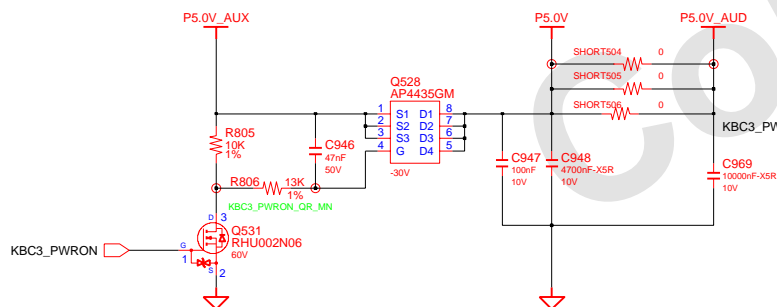 P5.0V_AUX
P5.0V
P5.0V_AUD
SHORT504 0
SHORT505 0
SHORT506 0
Q528
AP4435GM
1 S1 D1 8
2 S2 D2 7
3 S3 D3 6
4 G D4 5
-30V
R805
10K
1%
C946
47nF
50V
R806 13K
1%
KBC3_PWRON_QR_MN
C947
100nF
10V
C948
4700nF-X5R
10V
C969
10000nF-X5R
10V
KBC3_PW
D 3
Q531
RHU002N06
60V
G
1
S
2
KBC3_PWRON
Co